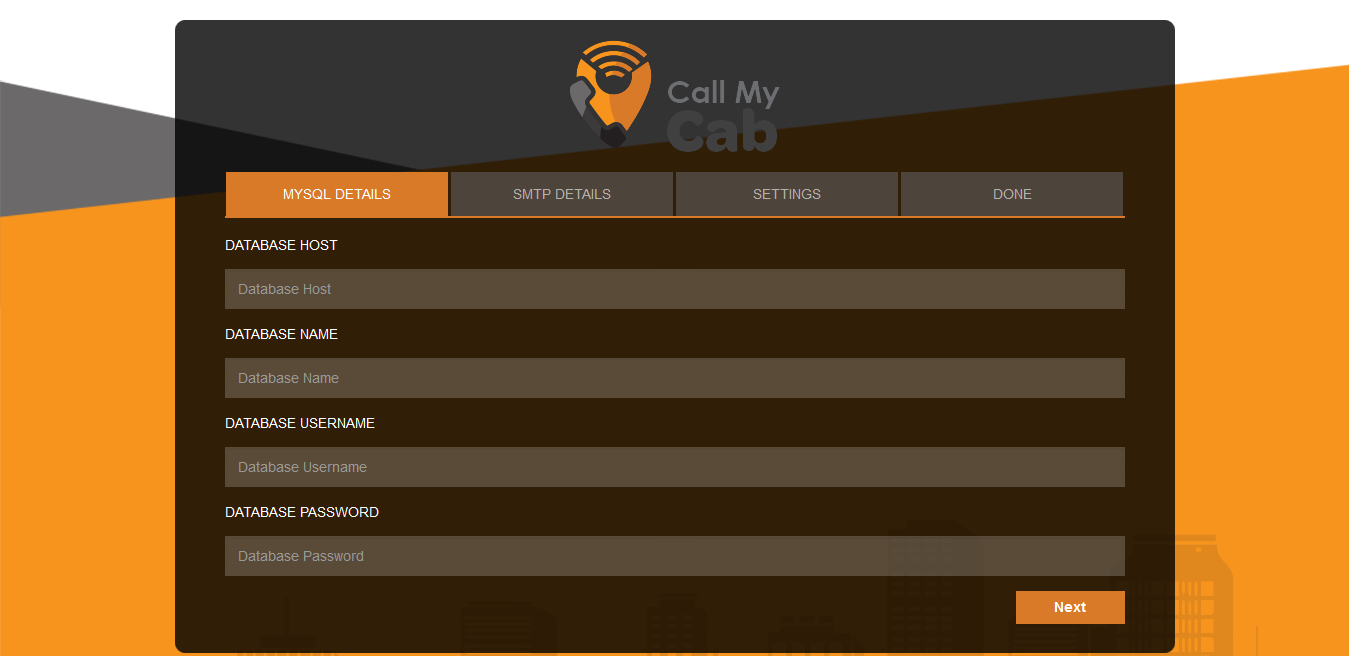 Call My
Cab
MYSQL DETAILS SMTP DETAILS SETTINGS DONE
DATABASE HOST
Database Host
DATABASE NAME
Database Name
DATABASE USERNAME
Database Username
DATABASE PASSWORD
Database Password
Next